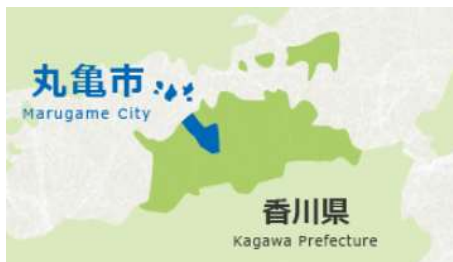 丸亀市
Marugame City
香川県
Kagawa Prefecture